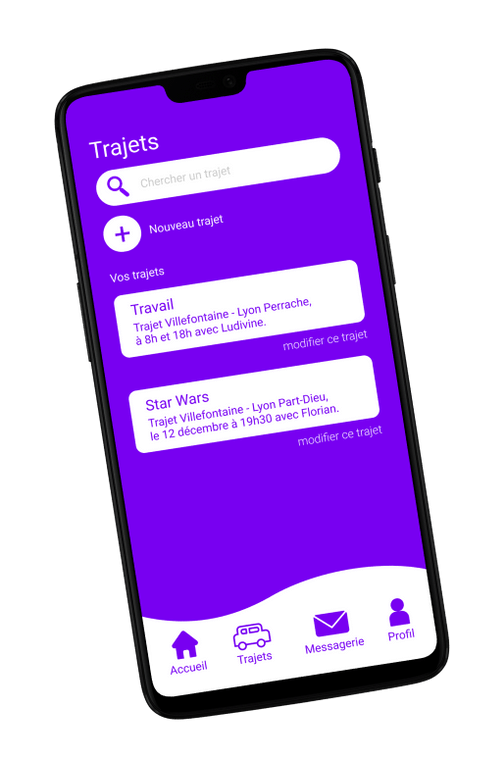 Trajets
Chercher un trajet
Nouveau trajet
Vos trajets
Travail
Trajet Villefontaine - Lyon Perrache,
à 8h et 18h avec Ludivine.
modifier ce trajet
Star Wars
Trajet Villefontaine - Lyon Part-Dieu,
le 12 décembre à 19h30 avec Florian.
modifier ce trajet
Accueil
Trajets
Messagerie
Profil